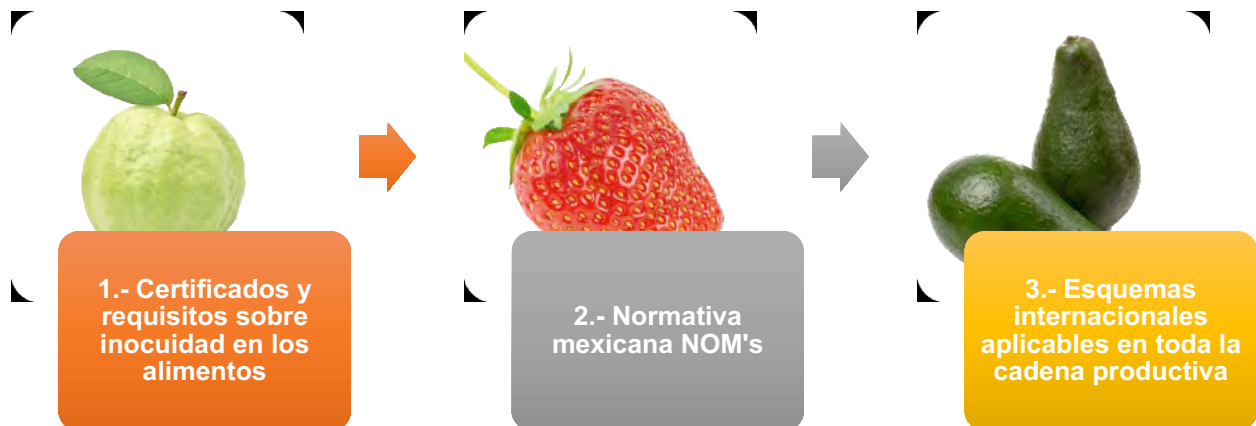 1.- Certificados y
requisitos sobre
inocuidad en los
alimentos
2.- Normativa
mexicana NOM's
3.- Esquemas
internacionales
aplicables en toda la
cadena productiva